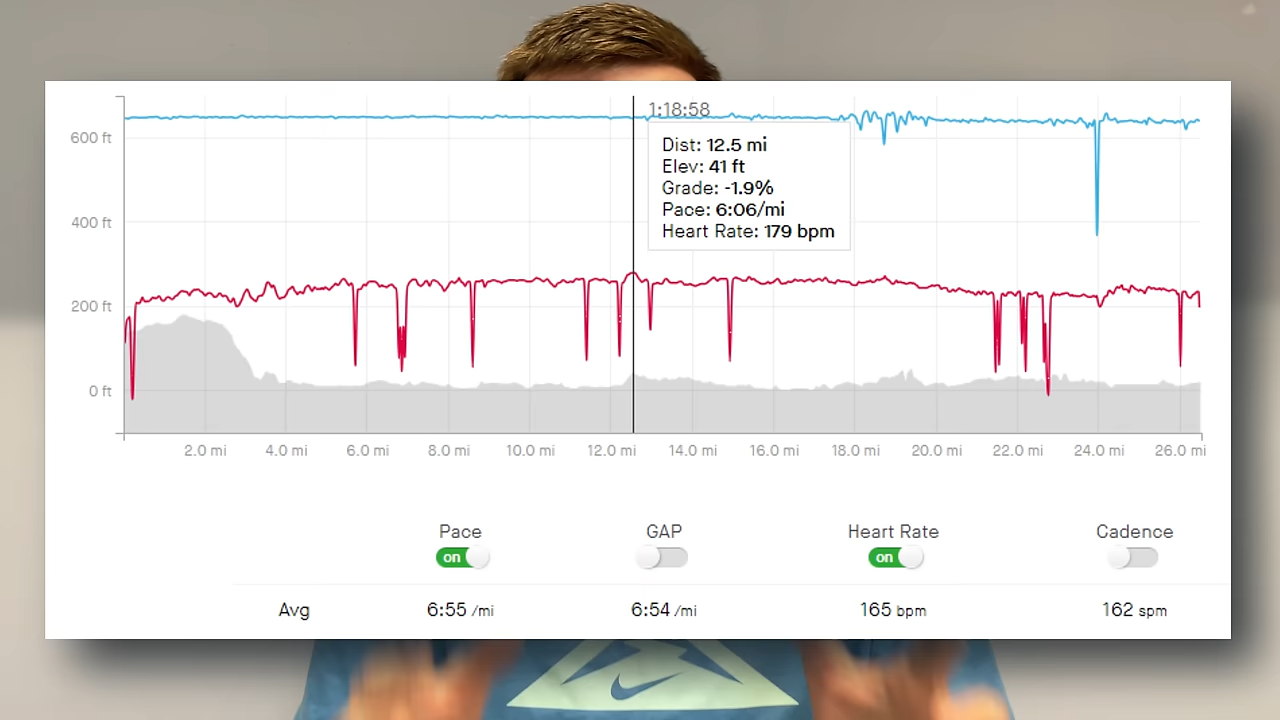 1:18:58
600 ft
Dist: 12.5 mi
Elev: 41 ft
Grade: -1.9%
Pace: 6:06/mi
Heart Rate: 179 bpm
400 ft
200 ft
0 ft
2.0 mi 4.0 mi 6.0 mi 8.0 mi 10.0 mi 12.0 mi 14.0 mi 16.0 mi 18.0 mi 20.0 mi 22.0 mi 24.0 mi 26.0 mi
Pace GAP Heart Rate Cadence
on on
Avg 6:55 /mi 6:54 /mi 165 bpm 162 spm